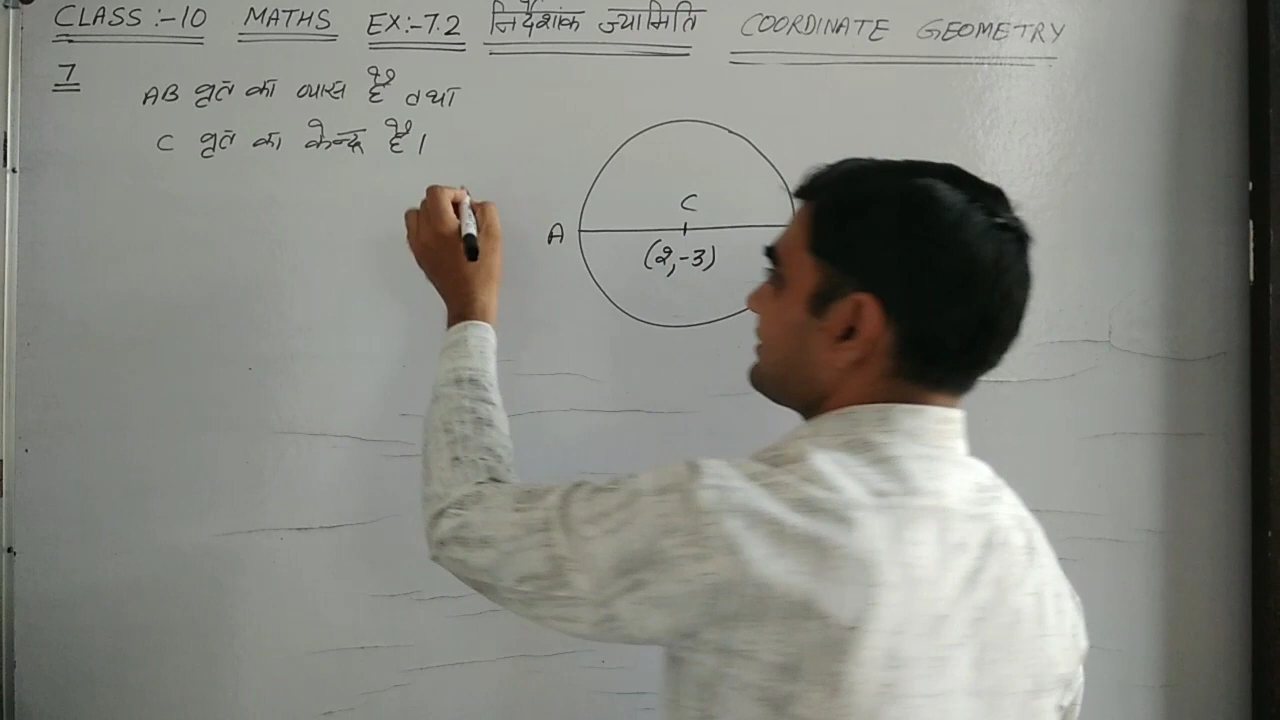 CLASS :-10 MATHS EX:-7.2 निर्देशांक ज्यामिति COORDINATE GEOMETRY
7
AB वृत का व्यास है तथा
C वृत का केन्द्र है।
C
A
(2,-3)